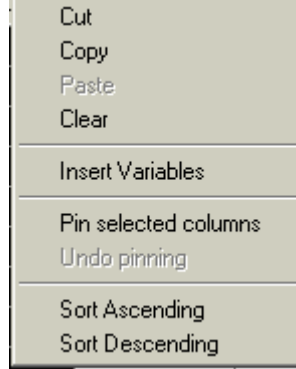 Cut
Copy
Paste
Clear
Insert Variables
Pin selected columns
Undo pinning
Sort Ascending
Sort Descending